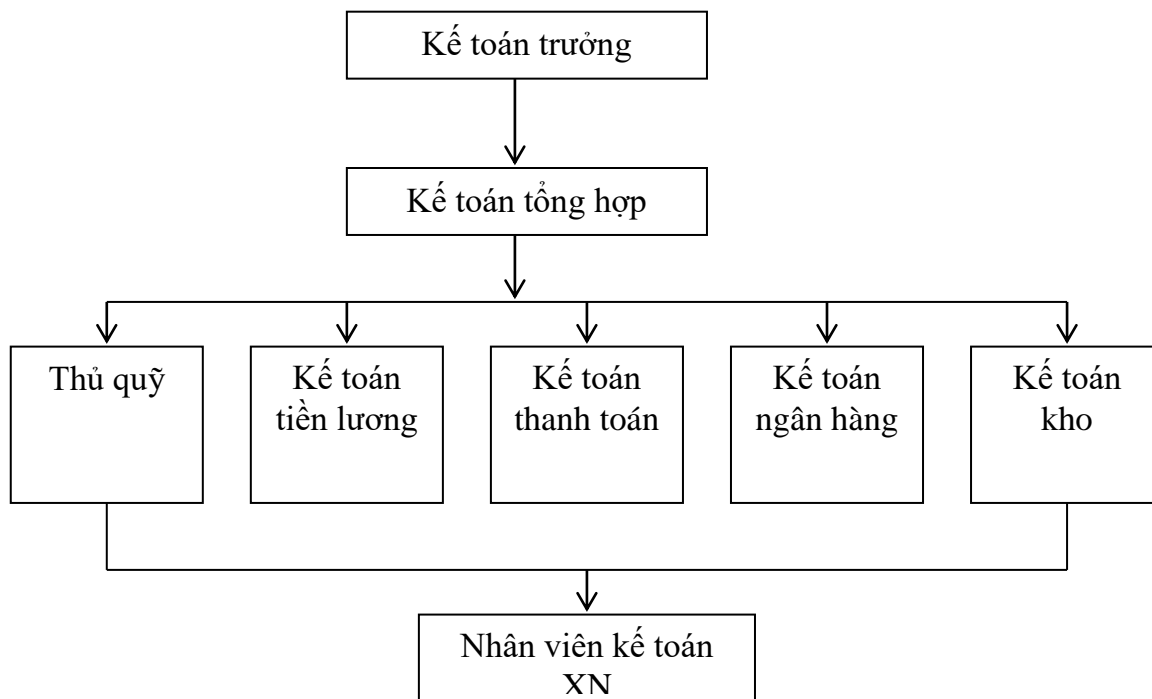 Kế toán trưởng
Kế toán tổng hợp
Thủ quỹ
Kế toán
tiền lương
Kế toán
thanh toán
Kế toán
ngân hàng
Kế toán
kho
Nhân viên kế toán
XN